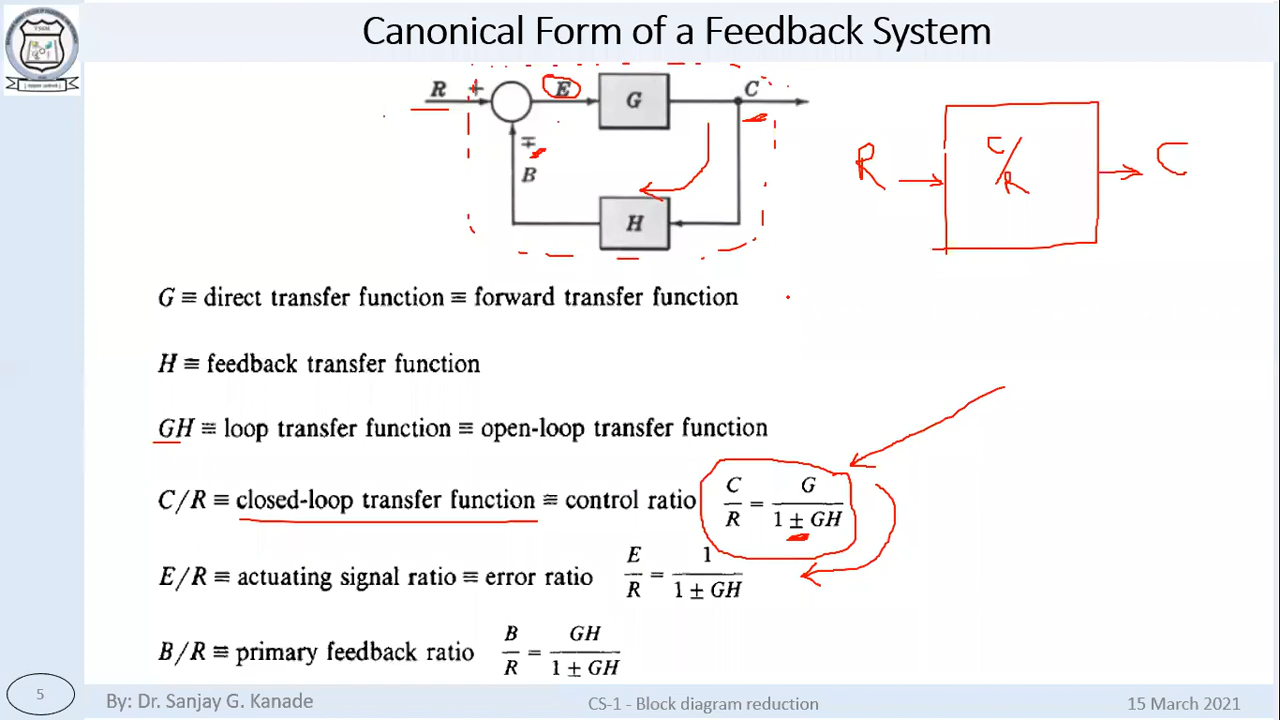 Canonical Form of a Feedback System
R + E G C
∓
B
H
R C/R C
G ≡ direct transfer function ≡ forward transfer function
H ≡ feedback transfer function
GH ≡ loop transfer function ≡ open-loop transfer function
C/R ≡ closed-loop transfer function ≡ control ratio C/R = G/(1 ± GH)
E/R ≡ actuating signal ratio ≡ error ratio E/R = 1/(1 ± GH)
B/R ≡ primary feedback ratio B/R = GH/(1 ± GH)
5 By: Dr. Sanjay G. Kanade CS-1 - Block diagram reduction 15 March 2021